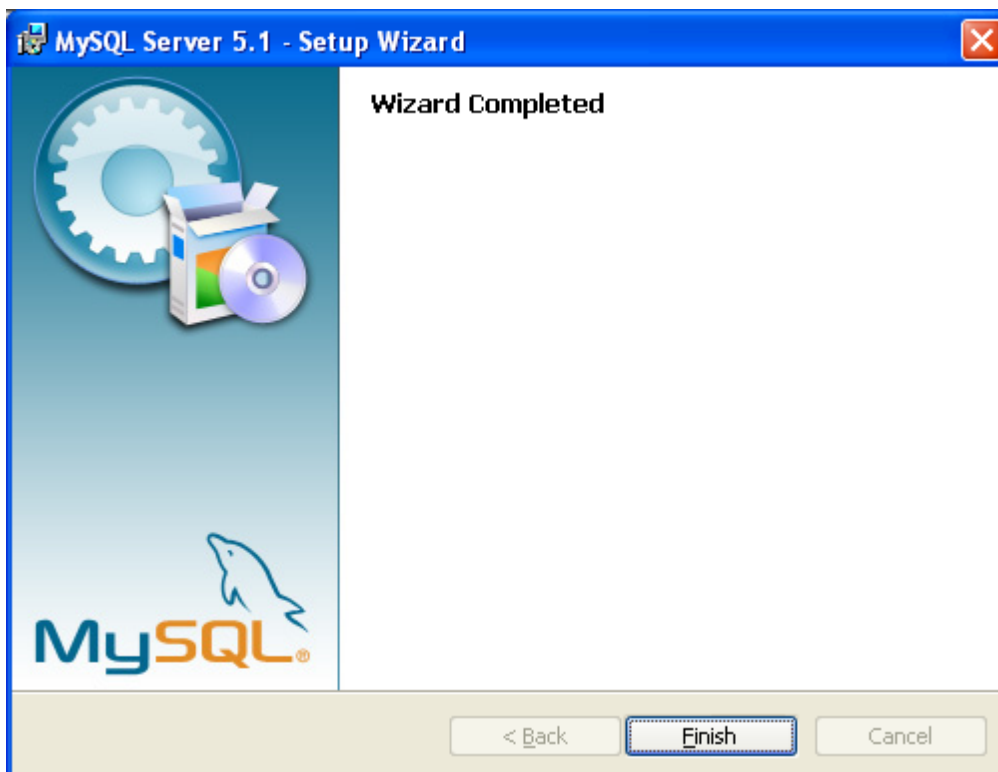 MySQL Server 5.1 - Setup Wizard
Wizard Completed
MySQL®
< Back
Finish
Cancel